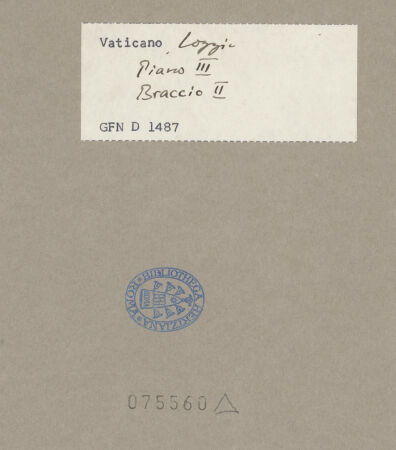 Vaticano Loggie
Piano III
Braccio II
GFN D 1487
BIBLIOTHECA HERTZIANA * ROMA *
075560